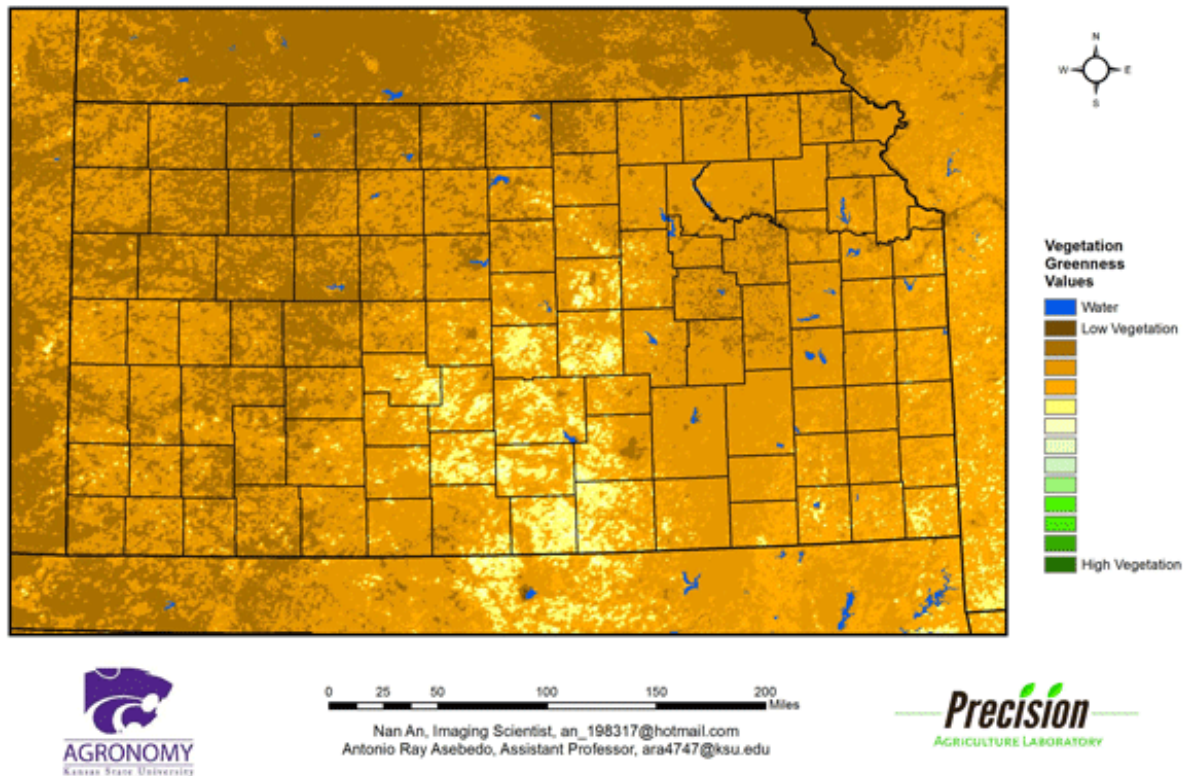 N
W E
S
Vegetation
Greenness
Values
Water
Low Vegetation
High Vegetation
0 25 50 100 150 200
Miles
Nan An, Imaging Scientist, an_198317@hotmail.com
Antonio Ray Asebedo, Assistant Professor, ara4747@ksu.edu
AGRONOMY
Kansas State University
Precision
AGRICULTURE LABORATORY